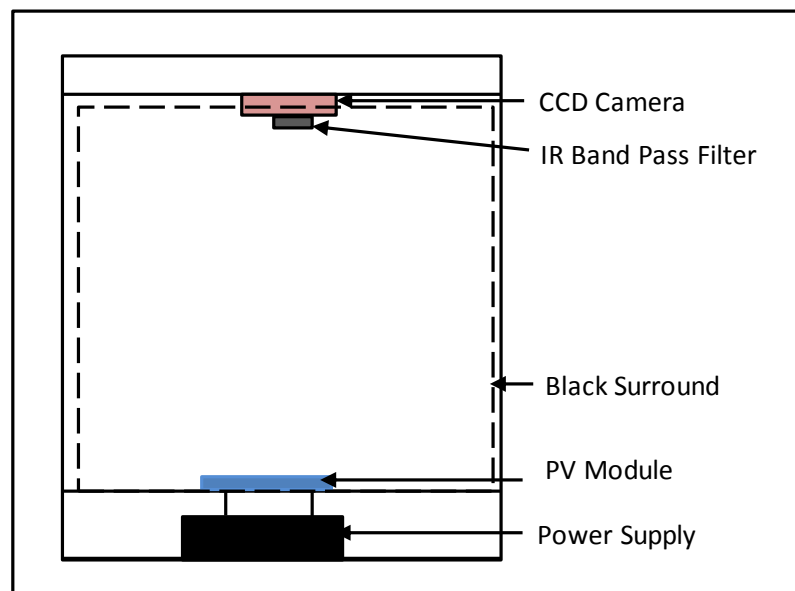 CCD Camera
IR Band Pass Filter
Black Surround
PV Module
Power Supply